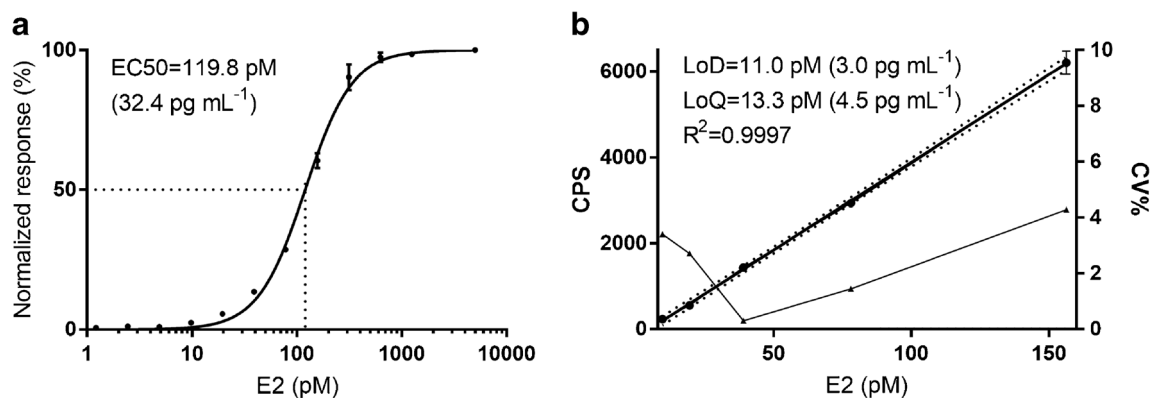 a
Normalized response (%)
100
50
0
EC50=119.8 pM
(32.4 pg mL⁻¹)
1 10 100 1000 10000
E2 (pM)
b
CPS
6000
4000
2000
0
LoD=11.0 pM (3.0 pg mL⁻¹)
LoQ=13.3 pM (4.5 pg mL⁻¹)
R²=0.9997
10
8
6
4
2
0
CV%
50 100 150
E2 (pM)